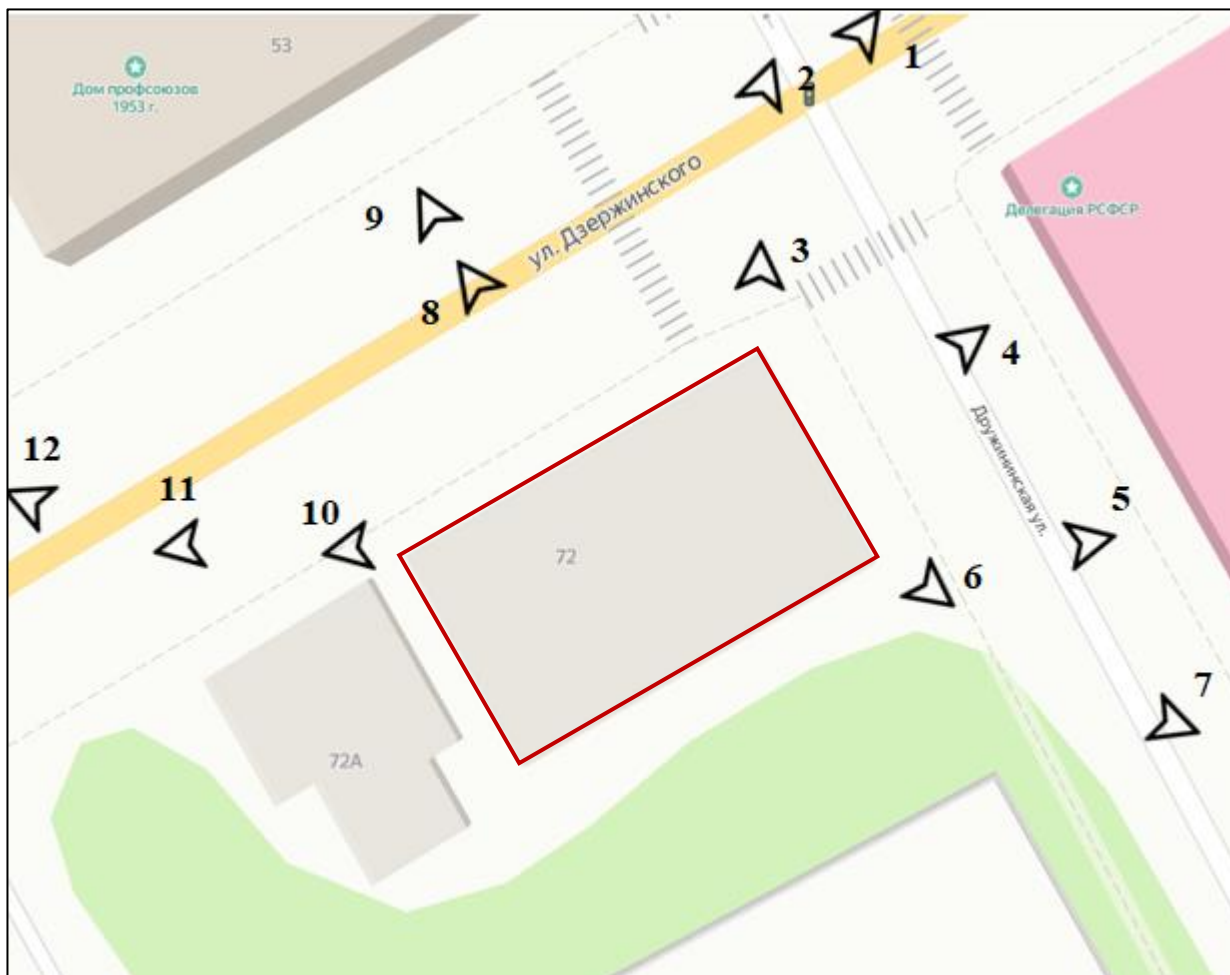 53
Дом профсоюзов
1953 г.
1
2
9
ул. Дзержинского
Делегация РСФСР
3
8
4
12
11
10
Дружининская ул.
5
72
6
7
72А